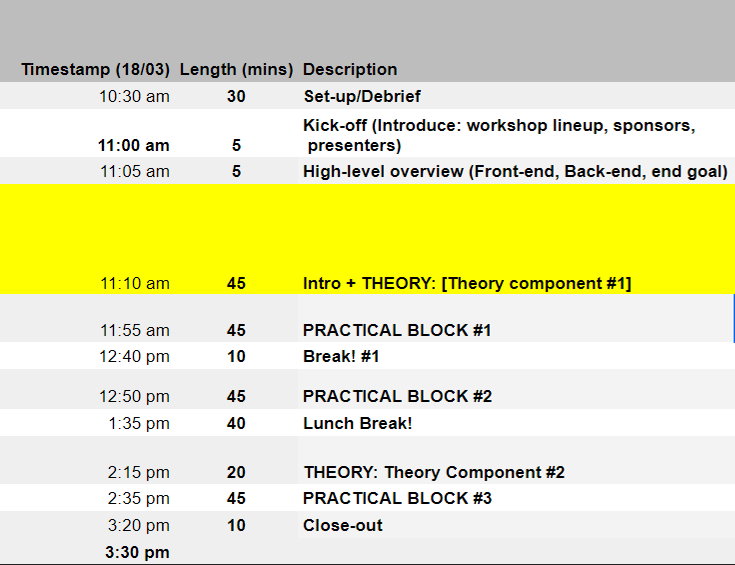 Timestamp (18/03) Length (mins) Description
10:30 am 30 Set-up/Debrief
Kick-off (Introduce: workshop lineup, sponsors,
11:00 am 5 presenters)
11:05 am 5 High-level overview (Front-end, Back-end, end goal)
11:10 am 45 Intro + THEORY: [Theory component #1]
11:55 am 45 PRACTICAL BLOCK #1
12:40 pm 10 Break! #1
12:50 pm 45 PRACTICAL BLOCK #2
1:35 pm 40 Lunch Break!
2:15 pm 20 THEORY: Theory Component #2
2:35 pm 45 PRACTICAL BLOCK #3
3:20 pm 10 Close-out
3:30 pm